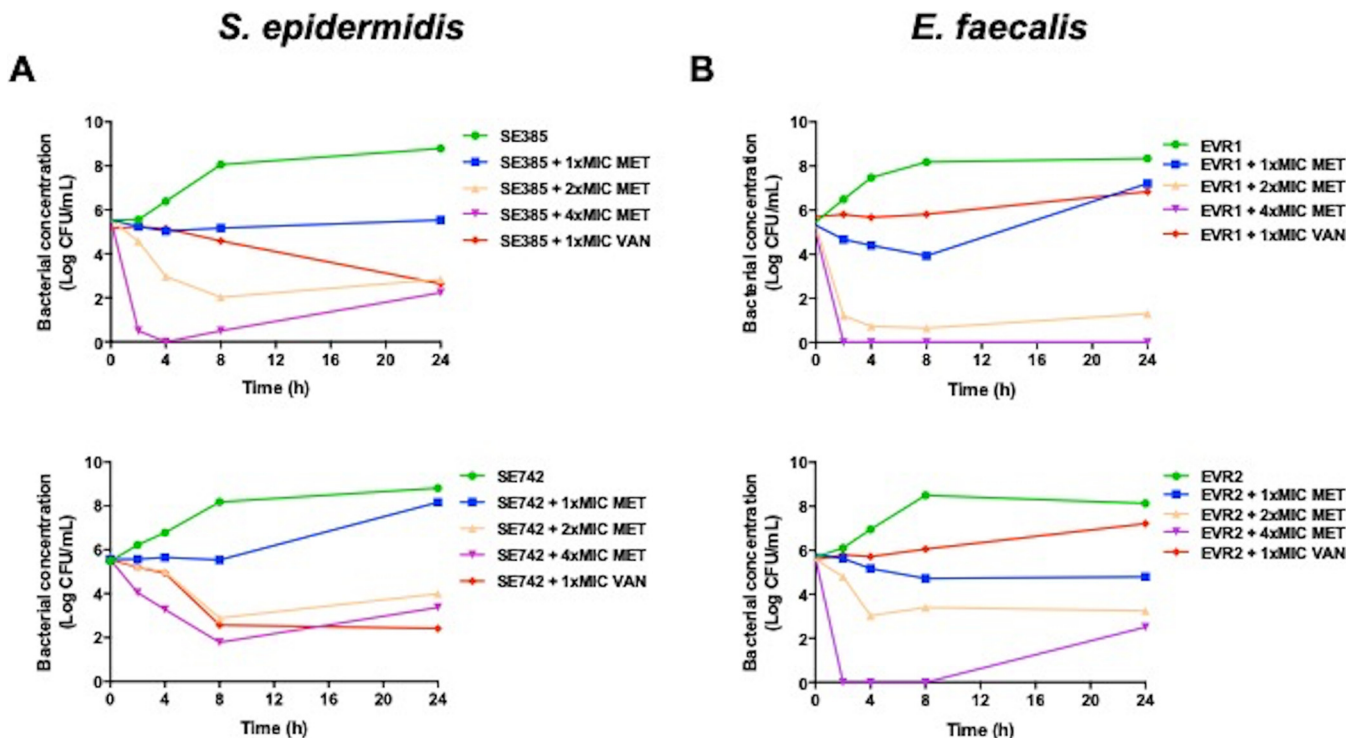 S. epidermidis
E. faecalis
A
B
Bacterial concentration
(Log CFU/mL)
10
8
6
4
2
0
0 4 8 12 16 20 24
Time (h)
SE385
SE385 + 1xMIC MET
SE385 + 2xMIC MET
SE385 + 4xMIC MET
SE385 + 1xMIC VAN
Bacterial concentration
(Log CFU/mL)
10
8
6
4
2
0
0 4 8 12 16 20 24
Time (h)
EVR1
EVR1 + 1xMIC MET
EVR1 + 2xMIC MET
EVR1 + 4xMIC MET
EVR1 + 1xMIC VAN
Bacterial concentration
(Log CFU/mL)
10
8
6
4
2
0
0 4 8 12 16 20 24
Time (h)
SE742
SE742 + 1xMIC MET
SE742 + 2xMIC MET
SE742 + 4xMIC MET
SE742 + 1xMIC VAN
Bacterial concentration
(Log CFU/mL)
10
8
6
4
2
0
0 4 8 12 16 20 24
Time (h)
EVR2
EVR2 + 1xMIC MET
EVR2 + 2xMIC MET
EVR2 + 4xMIC MET
EVR2 + 1xMIC VAN